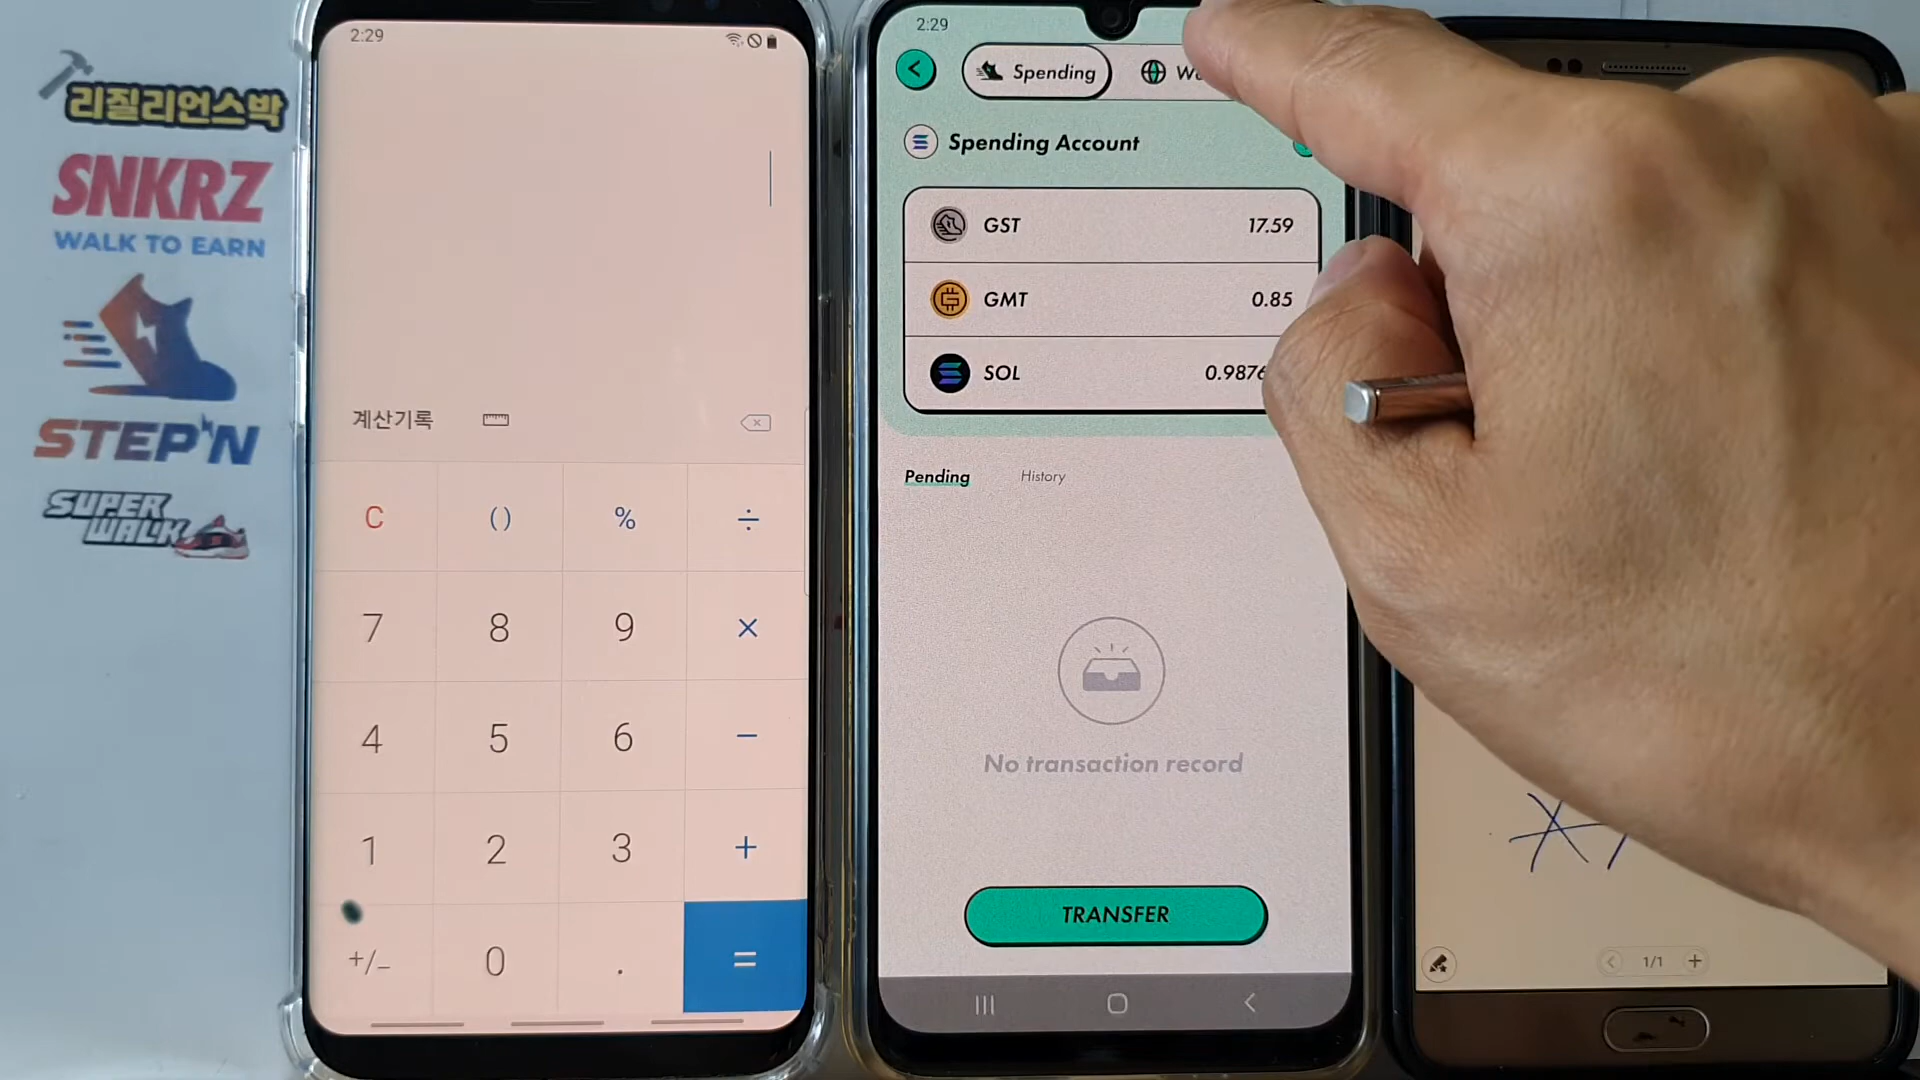 리질리언스박
SNKRZ
WALK TO EARN
STEP'N
SUPER
WALK
2:29
계산기록
C () % ÷
7 8 9 ×
4 5 6 −
1 2 3 +
+/− 0 . =
2:29
Spending
Spending Account
GST 17.59
GMT 0.85
SOL 0.9876
Pending History
No transaction record
TRANSFER
1/1 +